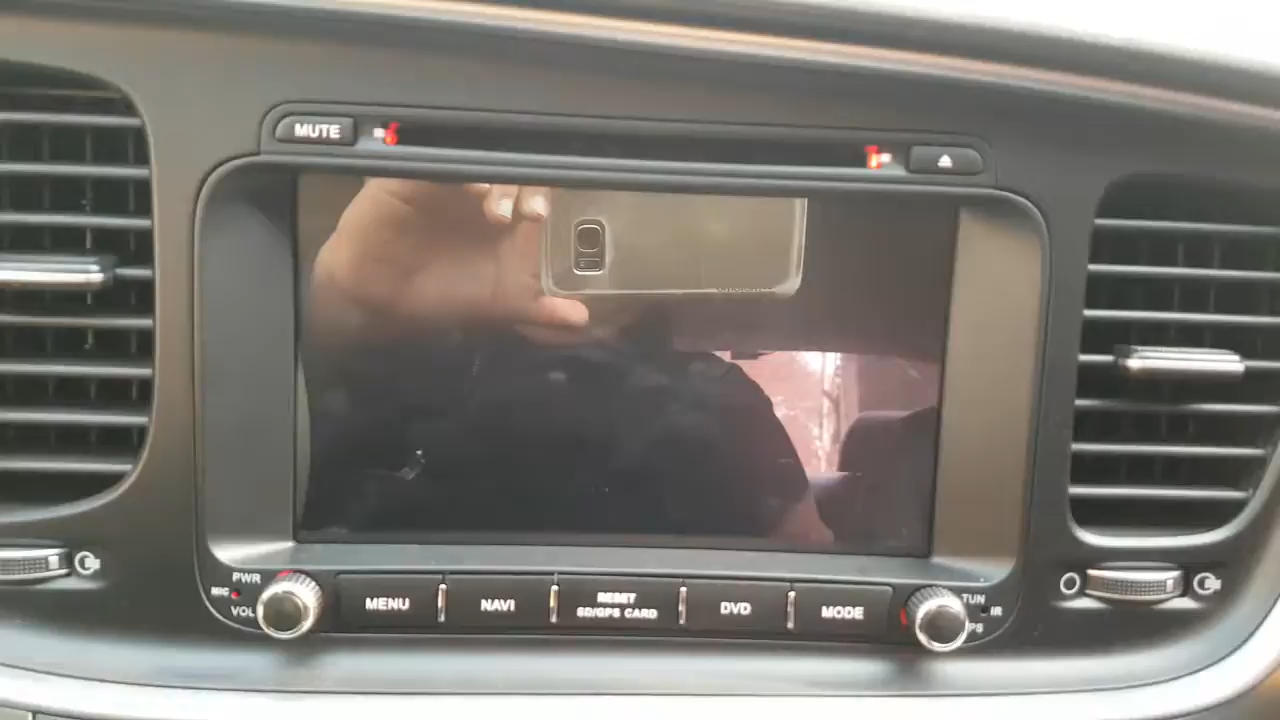 MUTE
PWR
MIC
VOL
MENU
NAVI
RESET
SD/GPS CARD
DVD
MODE
TUN
IR